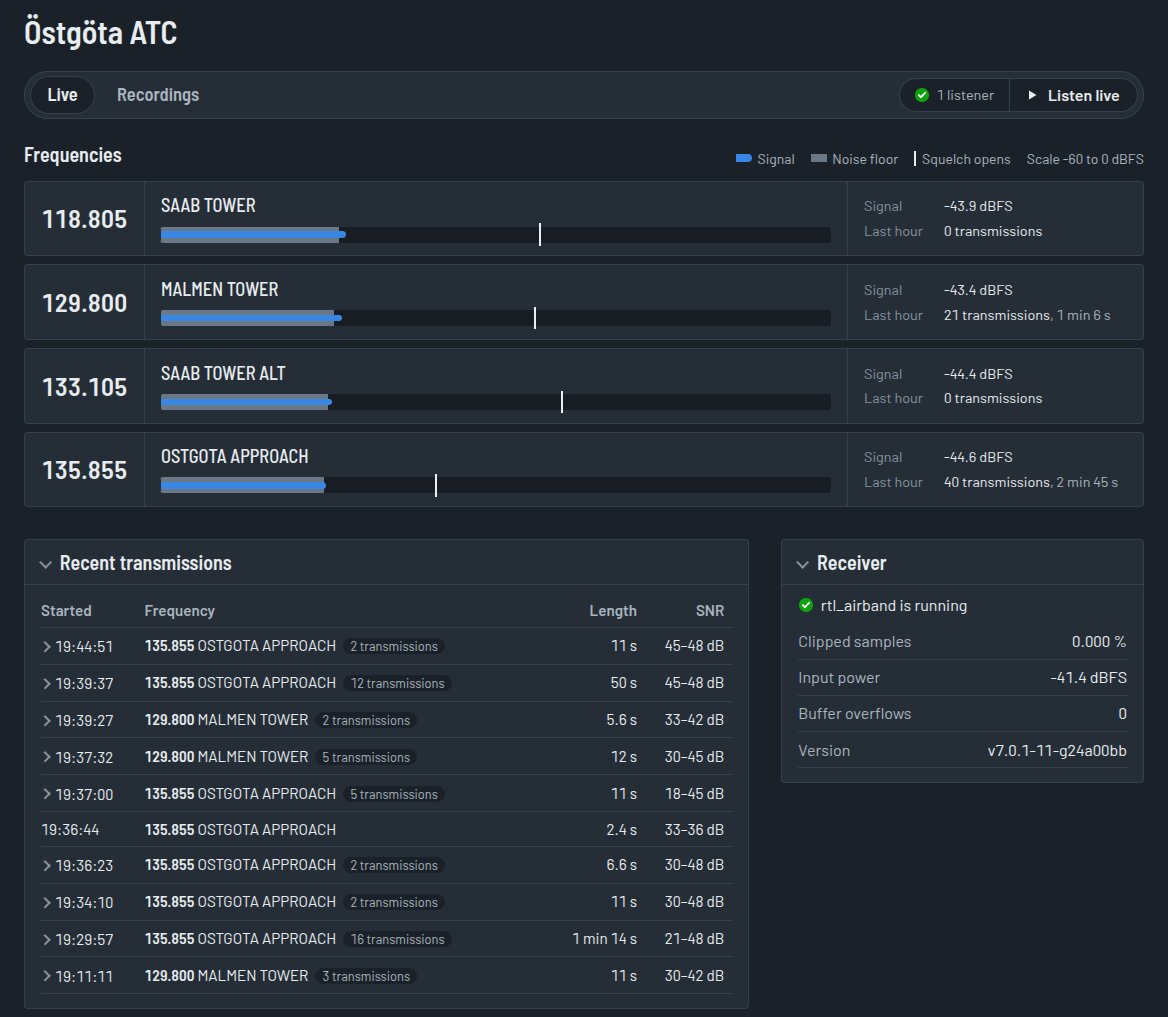 Östgöta ATC
Live Recordings 1 listener Listen live
Frequencies Signal Noise floor Squelch opens Scale -60 to 0 dBFS
118.805 SAAB TOWER Signal -43.9 dBFS
Last hour 0 transmissions
129.800 MALMEN TOWER Signal -43.4 dBFS
Last hour 21 transmissions, 1 min 6 s
133.105 SAAB TOWER ALT Signal -44.4 dBFS
Last hour 0 transmissions
135.855 OSTGOTA APPROACH Signal -44.6 dBFS
Last hour 40 transmissions, 2 min 45 s
Recent transmissions
Started Frequency Length SNR
19:44:51 135.855 OSTGOTA APPROACH 2 transmissions 11 s 45–48 dB
19:39:37 135.855 OSTGOTA APPROACH 12 transmissions 50 s 45–48 dB
19:39:27 129.800 MALMEN TOWER 2 transmissions 5.6 s 33–42 dB
19:37:32 129.800 MALMEN TOWER 5 transmissions 12 s 30–45 dB
19:37:00 135.855 OSTGOTA APPROACH 5 transmissions 11 s 18–45 dB
19:36:44 135.855 OSTGOTA APPROACH 2.4 s 33–36 dB
19:36:23 135.855 OSTGOTA APPROACH 2 transmissions 6.6 s 30–48 dB
19:34:10 135.855 OSTGOTA APPROACH 2 transmissions 11 s 30–48 dB
19:29:57 135.855 OSTGOTA APPROACH 16 transmissions 1 min 14 s 21–48 dB
19:11:11 129.800 MALMEN TOWER 3 transmissions 11 s 30–42 dB
Receiver
rtl_airband is running
Clipped samples 0.000 %
Input power -41.4 dBFS
Buffer overflows 0
Version v7.0.1-11-g24a00bb